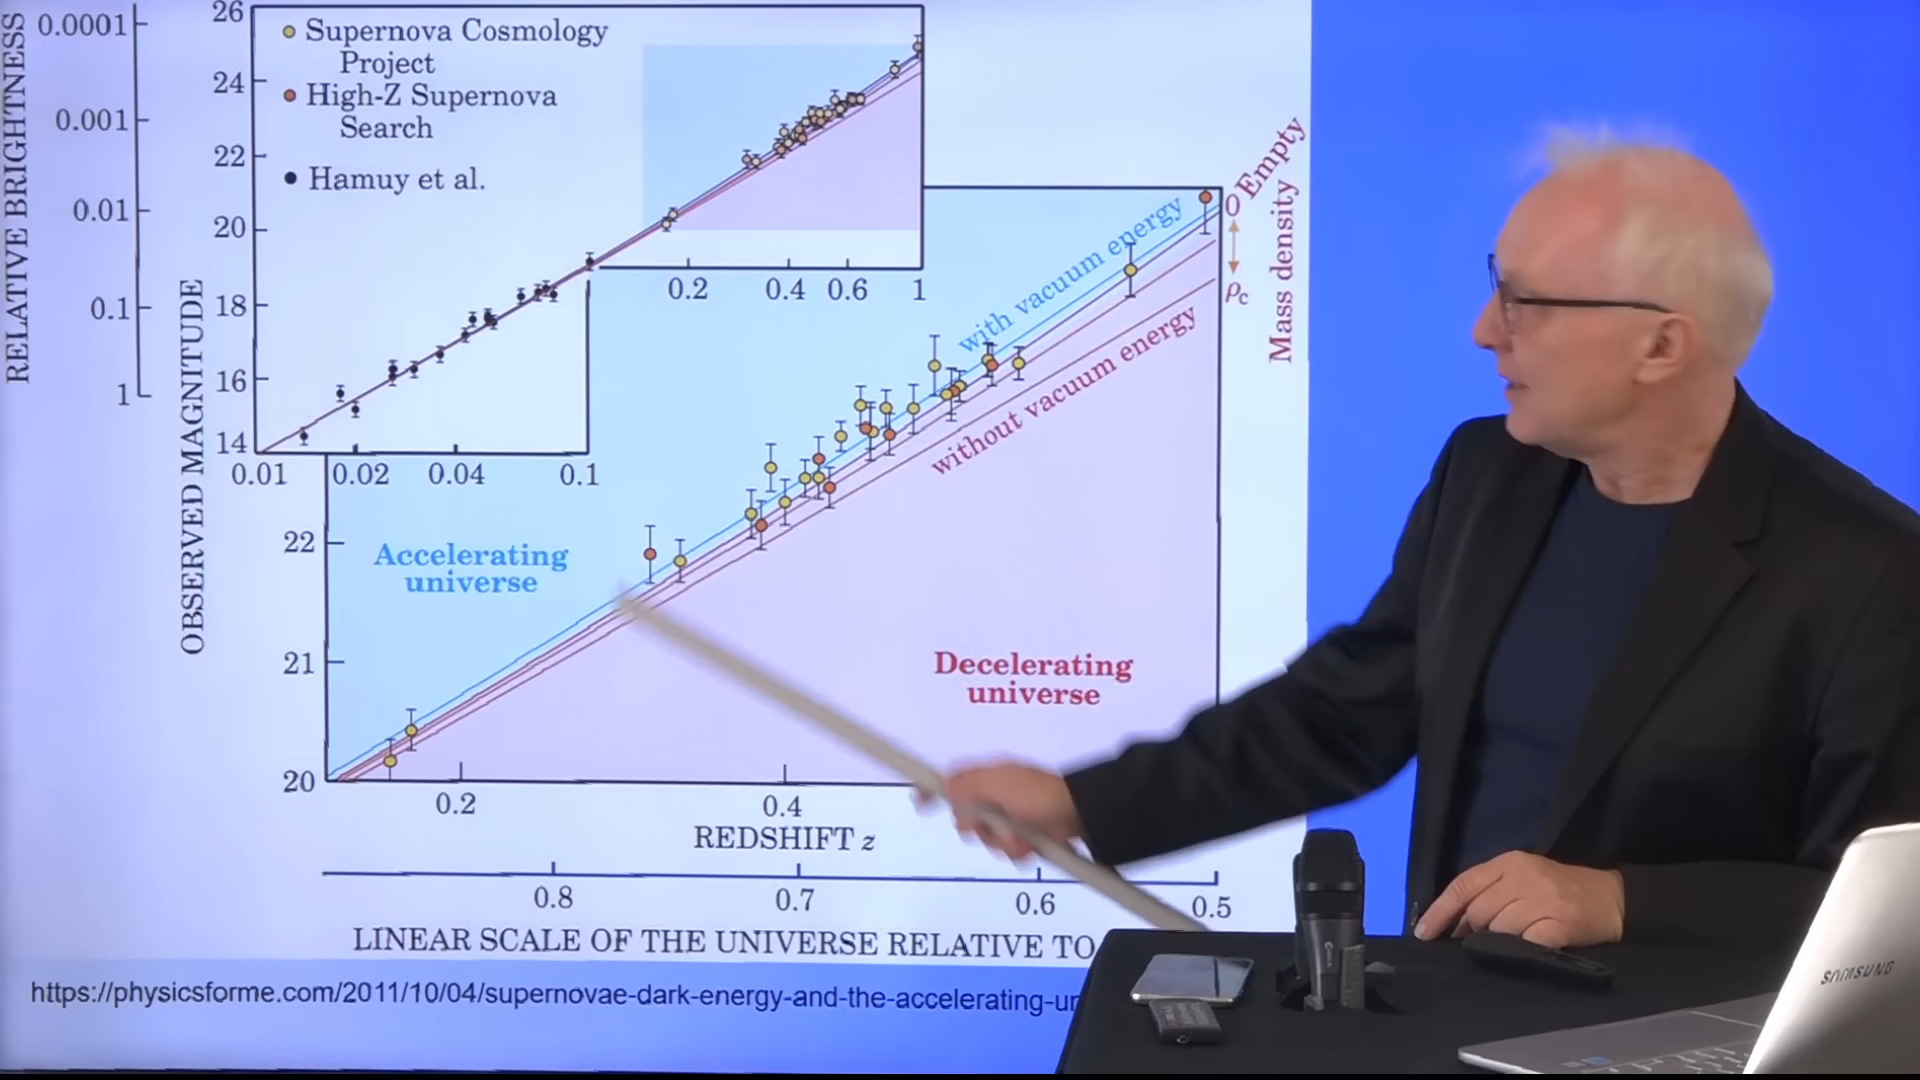 RELATIVE BRIGHTNESS
0.0001
0.001
0.01
0.1
1
OBSERVED MAGNITUDE
26
24
22
20
18
16
14
Supernova Cosmology
Project
High-Z Supernova
Search
Hamuy et al.
0.01
0.02
0.04
0.1
0.2
0.4
0.6
1
with vacuum energy
without vacuum energy
0 Empty
ρc
Mass density
Accelerating
universe
Decelerating
universe
22
21
20
0.2
0.4
REDSHIFT z
0.8
0.7
0.6
0.5
LINEAR SCALE OF THE UNIVERSE RELATIVE TO
https://physicsforme.com/2011/10/04/supernovae-dark-energy-and-the-accelerating-un
SAMSUNG